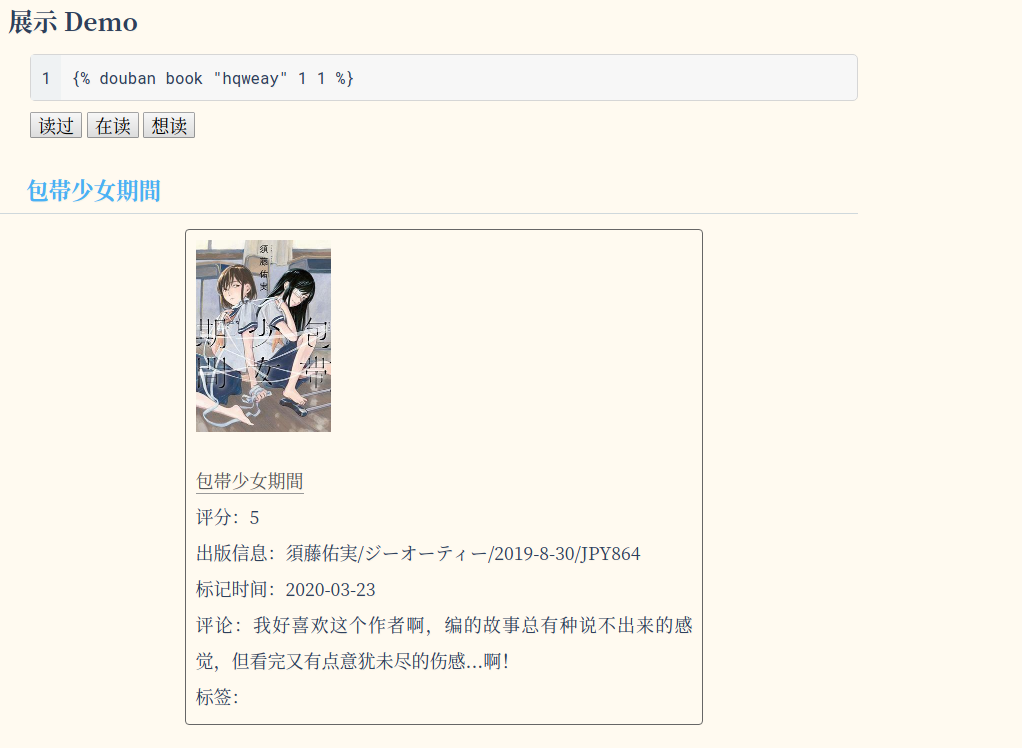 展示 Demo
1 {% douban book "hqweay" 1 1 %}
读过 在读 想读
包帯少女期間
須藤佑実
包帯
少女
期間
包帯少女期間
评分：5
出版信息：須藤佑実/ジーオーティー/2019-8-30/JPY864
标记时间：2020-03-23
评论：我好喜欢这个作者啊，编的故事总有种说不出来的感
觉，但看完又有点意犹未尽的伤感…啊！
标签：